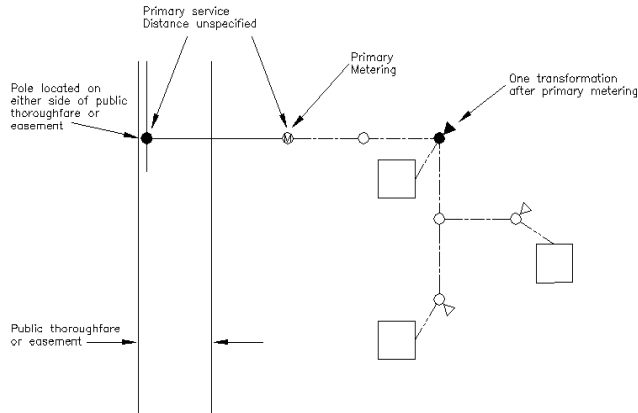 Primary service
Distance unspecified
Primary
Metering
Pole located on
either side of public
thoroughfare or
easement
One transformation
after primary metering
M
Public thoroughfare
or easement